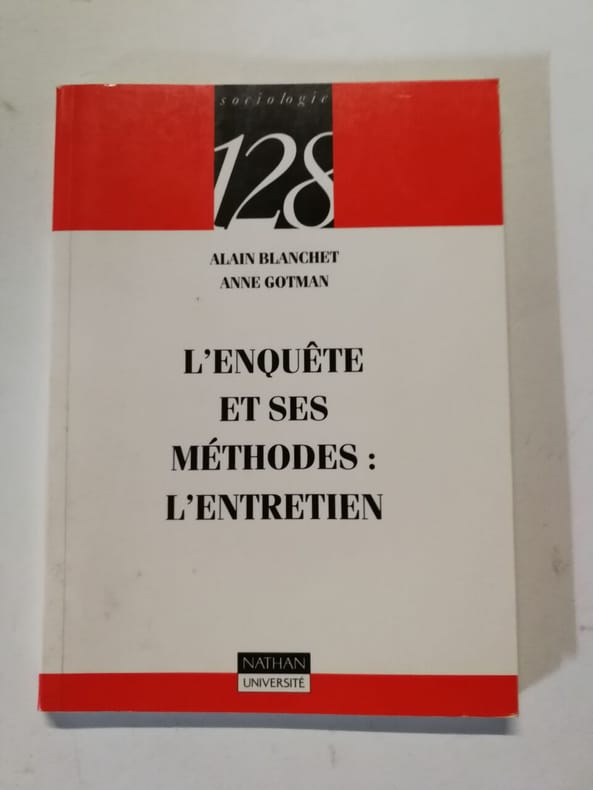 sociologie
128
ALAIN BLANCHET
ANNE GOTMAN
L'ENQUÊTE
ET SES
MÉTHODES :
L'ENTRETIEN
NATHAN
UNIVERSITÉ